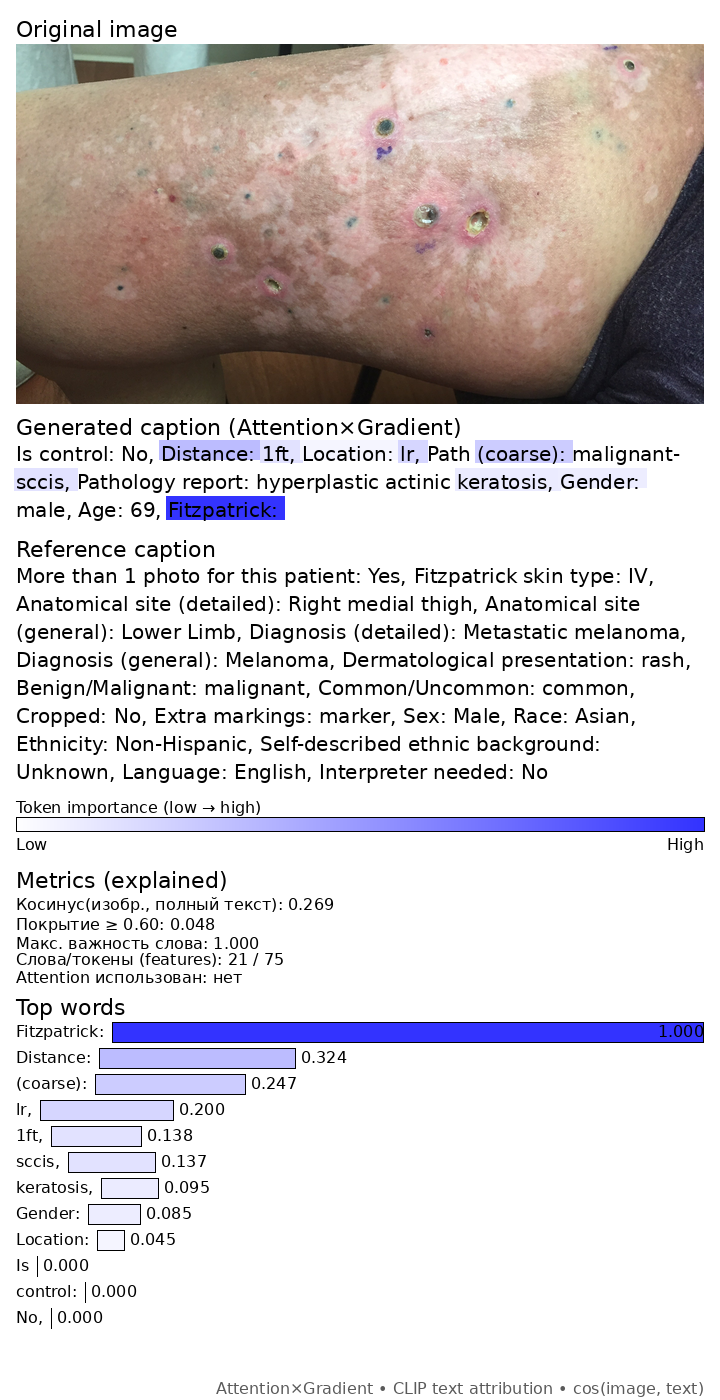 Original image
Generated caption (Attention×Gradient)
Is control: No, Distance: 1ft, Location: lr, Path (coarse): malignant-
sccis, Pathology report: hyperplastic actinic keratosis, Gender:
male, Age: 69, Fitzpatrick:
Reference caption
More than 1 photo for this patient: Yes, Fitzpatrick skin type: IV,
Anatomical site (detailed): Right medial thigh, Anatomical site
(general): Lower Limb, Diagnosis (detailed): Metastatic melanoma,
Diagnosis (general): Melanoma, Dermatological presentation: rash,
Benign/Malignant: malignant, Common/Uncommon: common,
Cropped: No, Extra markings: marker, Sex: Male, Race: Asian,
Ethnicity: Non-Hispanic, Self-described ethnic background:
Unknown, Language: English, Interpreter needed: No
Token importance (low → high)
Low High
Metrics (explained)
Косинус(изобр., полный текст): 0.269
Покрытие ≥ 0.60: 0.048
Макс. важность слова: 1.000
Слова/токены (features): 21 / 75
Attention использован: нет
Top words
Fitzpatrick: 1.000
Distance: 0.324
(coarse): 0.247
lr, 0.200
1ft, 0.138
sccis, 0.137
keratosis, 0.095
Gender: 0.085
Location: 0.045
Is 0.000
control: 0.000
No, 0.000
Attention×Gradient • CLIP text attribution • cos(image, text)